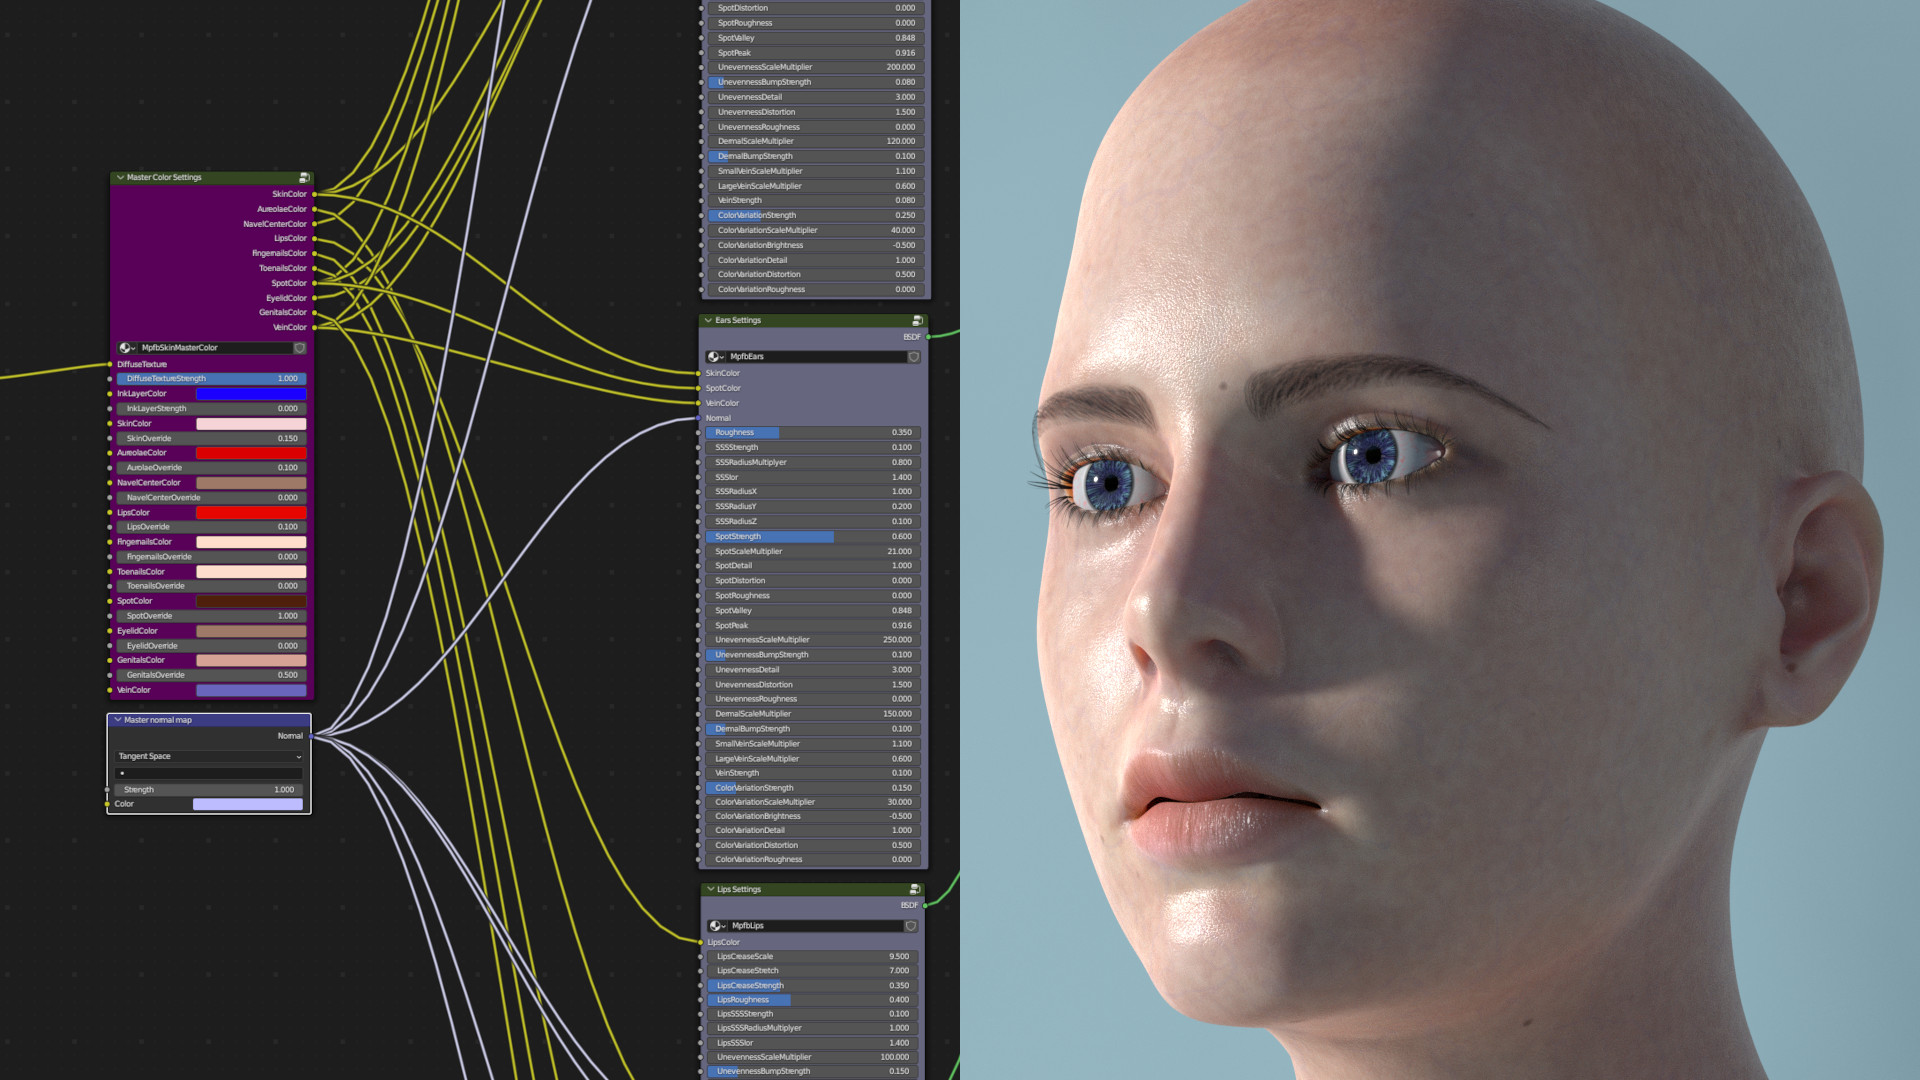 Master Color Settings
SkinColor
AureolaeColor
NavelCenterColor
LipsColor
FingernailsColor
ToenailsColor
SpotColor
EyelidColor
GenitalsColor
VeinColor
MpfbSkinMasterColor
DiffuseTexture
DiffuseTextureStrength 1.000
InkLayerColor
InkLayerStrength 0.000
SkinColor
SkinOverride 0.150
AureolaeColor
AurolaeOverride 0.100
NavelCenterColor
NavelCenterOverride 0.000
LipsColor
LipsOverride 0.100
FingernailsColor
FingernailsOverride 0.000
ToenailsColor
ToenailsOverride 0.000
SpotColor
SpotOverride 1.000
EyelidColor
EyelidOverride 0.000
GenitalsColor
GenitalsOverride 0.500
VeinColor
Master normal map
Normal
Tangent Space
Strength 1.000
Color
SpotDistortion 0.000
SpotRoughness 0.000
SpotValley 0.848
SpotPeak 0.916
UnevennessScaleMultiplier 200.000
UnevennessBumpStrength 0.080
UnevennessDetail 3.000
UnevennessDistortion 1.500
UnevennessRoughness 0.000
DermalScaleMultiplier 120.000
DermalBumpStrength 0.100
SmallVeinScaleMultiplier 1.100
LargeVeinScaleMultiplier 0.600
VeinStrength 0.080
ColorVariationStrength 0.250
ColorVariationScaleMultiplier 40.000
ColorVariationBrightness -0.500
ColorVariationDetail 1.000
ColorVariationDistortion 0.500
ColorVariationRoughness 0.000
Ears Settings
BSDF
MpfbEars
SkinColor
SpotColor
VeinColor
Normal
Roughness 0.350
SSSStrength 0.100
SSSRadiusMultiplyer 0.800
SSSIor 1.400
SSSRadiusX 1.000
SSSRadiusY 0.200
SSSRadiusZ 0.100
SpotStrength 0.600
SpotScaleMultiplier 21.000
SpotDetail 1.000
SpotDistortion 0.000
SpotRoughness 0.000
SpotValley 0.848
SpotPeak 0.916
UnevennessScaleMultiplier 250.000
UnevennessBumpStrength 0.100
UnevennessDetail 3.000
UnevennessDistortion 1.500
UnevennessRoughness 0.000
DermalScaleMultiplier 150.000
DermalBumpStrength 0.100
SmallVeinScaleMultiplier 1.100
LargeVeinScaleMultiplier 0.600
VeinStrength 0.100
ColorVariationStrength 0.150
ColorVariationScaleMultiplier 30.000
ColorVariationBrightness -0.500
ColorVariationDetail 1.000
ColorVariationDistortion 0.500
ColorVariationRoughness 0.000
Lips Settings
BSDF
MpfbLips
LipsColor
LipsCreaseScale 9.500
LipsCreaseStretch 7.000
LipsCreaseStrength 0.350
LipsRoughness 0.400
LipsSSSStrength 0.100
LipsSSSRadiusMultiplyer 1.000
LipsSSSIor 1.400
UnevennessScaleMultiplier 100.000
UnevennessBumpStrength 0.150